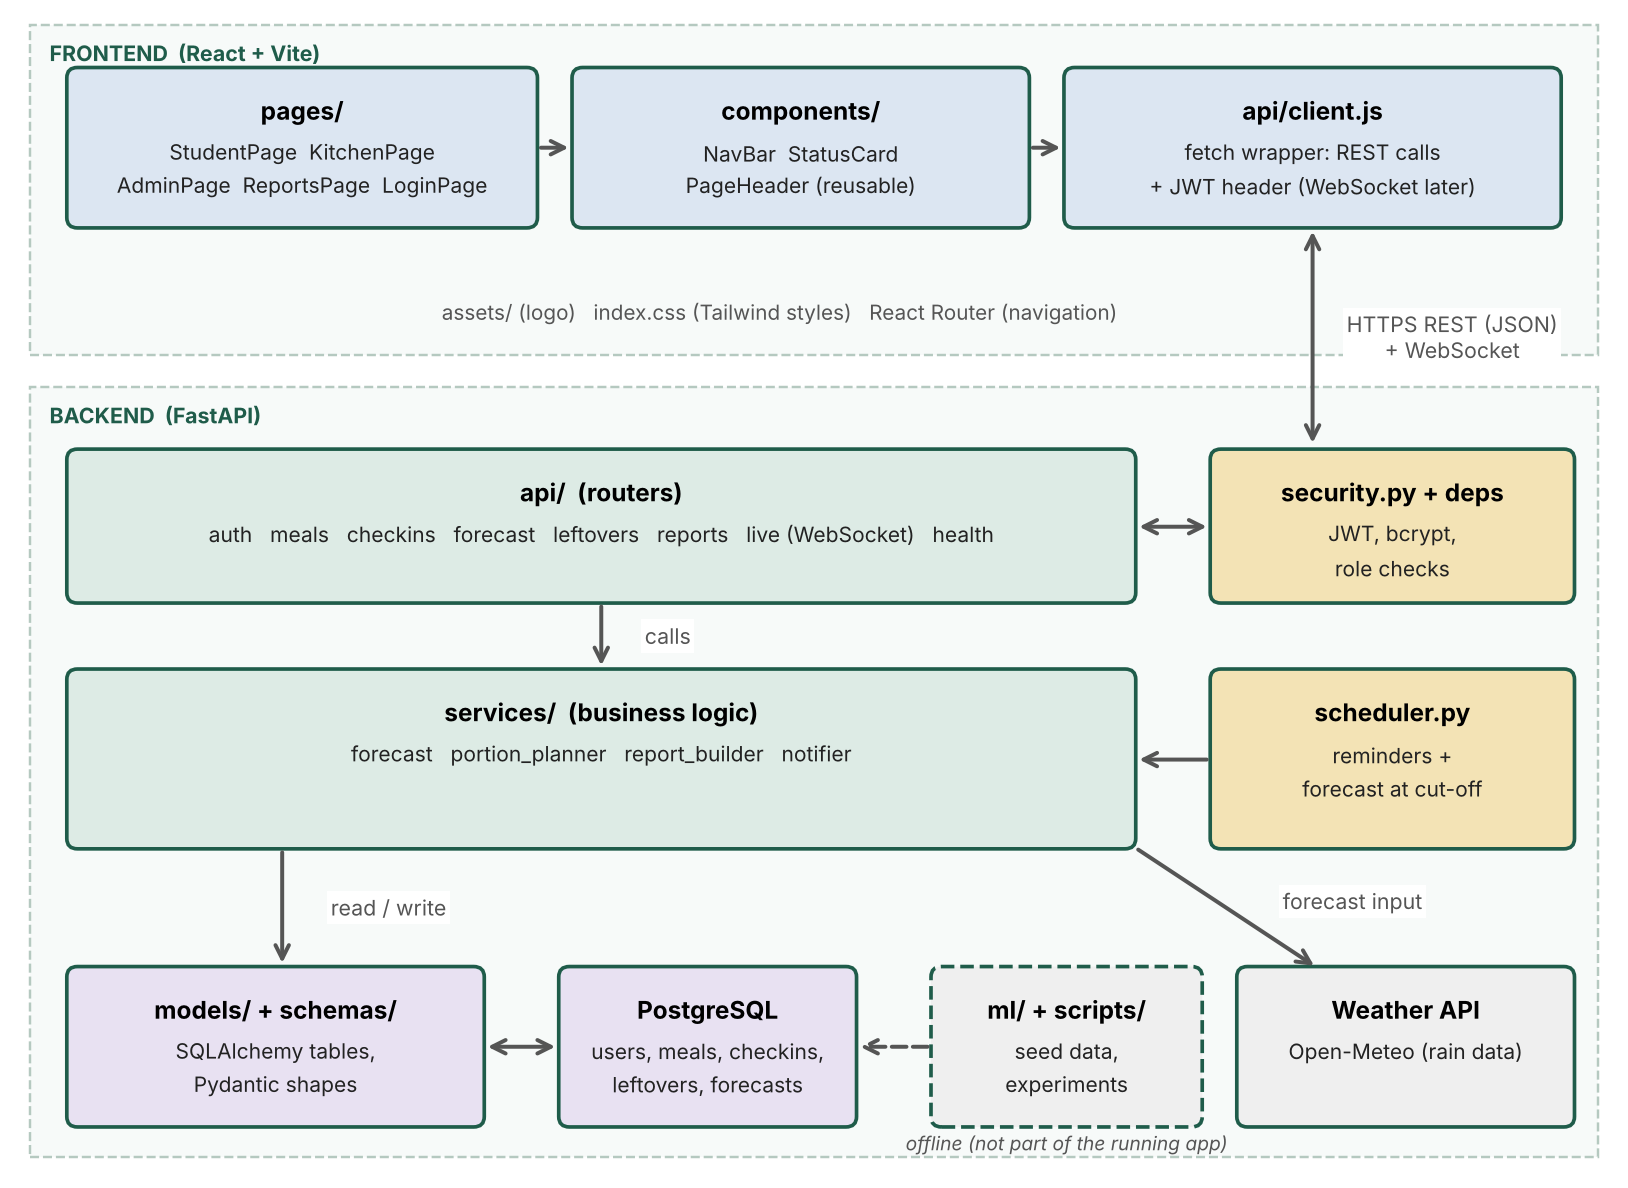 FRONTEND (React + Vite)
pages/
StudentPage KitchenPage
AdminPage ReportsPage LoginPage
components/
NavBar StatusCard
PageHeader (reusable)
api/client.js
fetch wrapper: REST calls
+ JWT header (WebSocket later)
assets/ (logo) index.css (Tailwind styles) React Router (navigation)
HTTPS REST (JSON)
+ WebSocket
BACKEND (FastAPI)
api/ (routers)
auth meals checkins forecast leftovers reports live (WebSocket) health
security.py + deps
JWT, bcrypt,
role checks
calls
services/ (business logic)
forecast portion_planner report_builder notifier
scheduler.py
reminders +
forecast at cut-off
read / write
forecast input
models/ + schemas/
SQLAlchemy tables,
Pydantic shapes
PostgreSQL
users, meals, checkins,
leftovers, forecasts
ml/ + scripts/
seed data,
experiments
Weather API
Open-Meteo (rain data)
offline (not part of the running app)